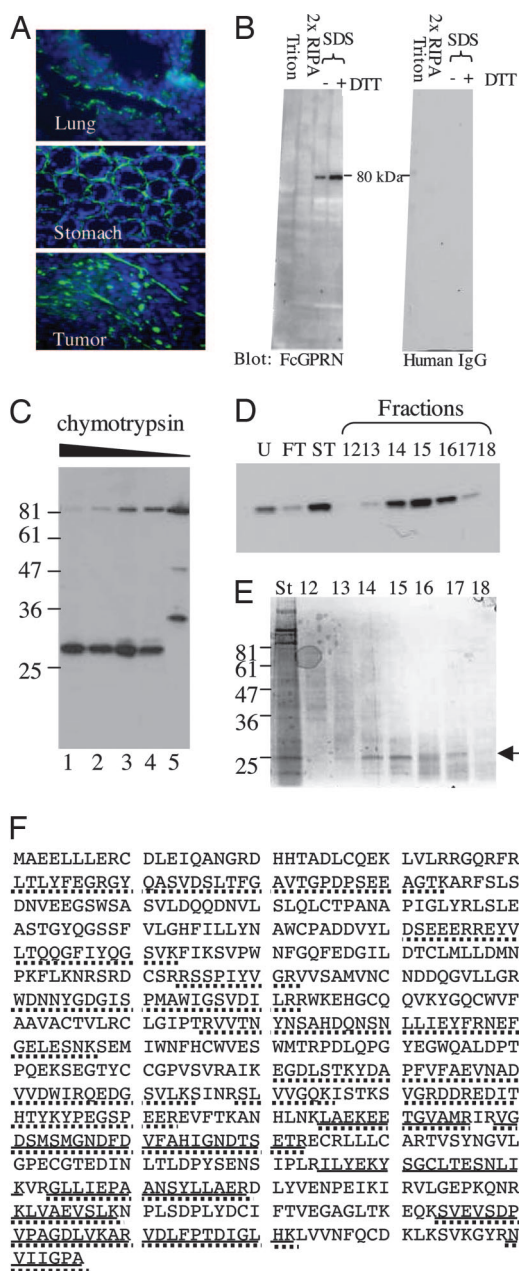 A
Lung
Stomach
Tumor
B
Triton
2x RIPA
SDS
- + DTT
Triton
2x RIPA
SDS
- + DTT
80 kDa
Blot: FcGPRN
Human IgG
C
chymotrypsin
81
61
47
36
25
1 2 3 4 5
D
Fractions
U FT ST 12 13 14 15 16 17 18
E
St 12 13 14 15 16 17 18
81
61
47
36
25
F
MAEELLLERC DLEIQANGRD HHTADLCQEK LVLRRGQRFR
LTLYFEGRGY QASVDSLTFG AVTGPDPSEE AGTKARFSLS
DNVEEGSWSA SVLDQQDNVL SLQLCTPANA PIGLYRLSLE
ASTGYQGSSF VLGHFILLYN AWCPADDVYL DSEEERREYV
LTQQGFIYQG SVKFIKSVPW NFGQFEDGIL DTCLMLLDMN
PKFLKNRSRD CSRRSSPIYV GRVVSAMVNC NDDQGVLLGR
WDNNYGDGIS PMAWIGSVDI LRRWKEHGCQ QVKYGQCWVF
AAVACTVLRC LGIPTRVVTN YNSAHDQNSN LLIEYFRNEF
GELESNKSEM IWNFHCWVES WMTRPDLQPG YEGWQALDPT
PQEKSEGTYC CGPVSVRAIK EGDLSTKYDA PFVFAEVNAD
VVDWIRQEDG SVLKSINRSL VVGQKISTKS VGRDDREDIT
HTYKYPEGSP EEREVFTKAN HLNKLAEKEE TGVAMRIRVG
DSMSMGNDFD VFAHIGNDTS ETRECRLLLC ARTVSYNGVL
GPECGTEDIN LTLDPYSENS IPLRILYEKY SGCLTESNLI
KVRGLLIEPA ANSYLLAERD LYVENPEIKI RVLGEPKQNR
KLVAEVSLKN PLSDPLYDCI FTVEGAGLTK EQKSVEVSDP
VPAGDLVKAR VDLFPTDIGL HKLVVNFQCD KLKSVKGYRN
VIIGPA